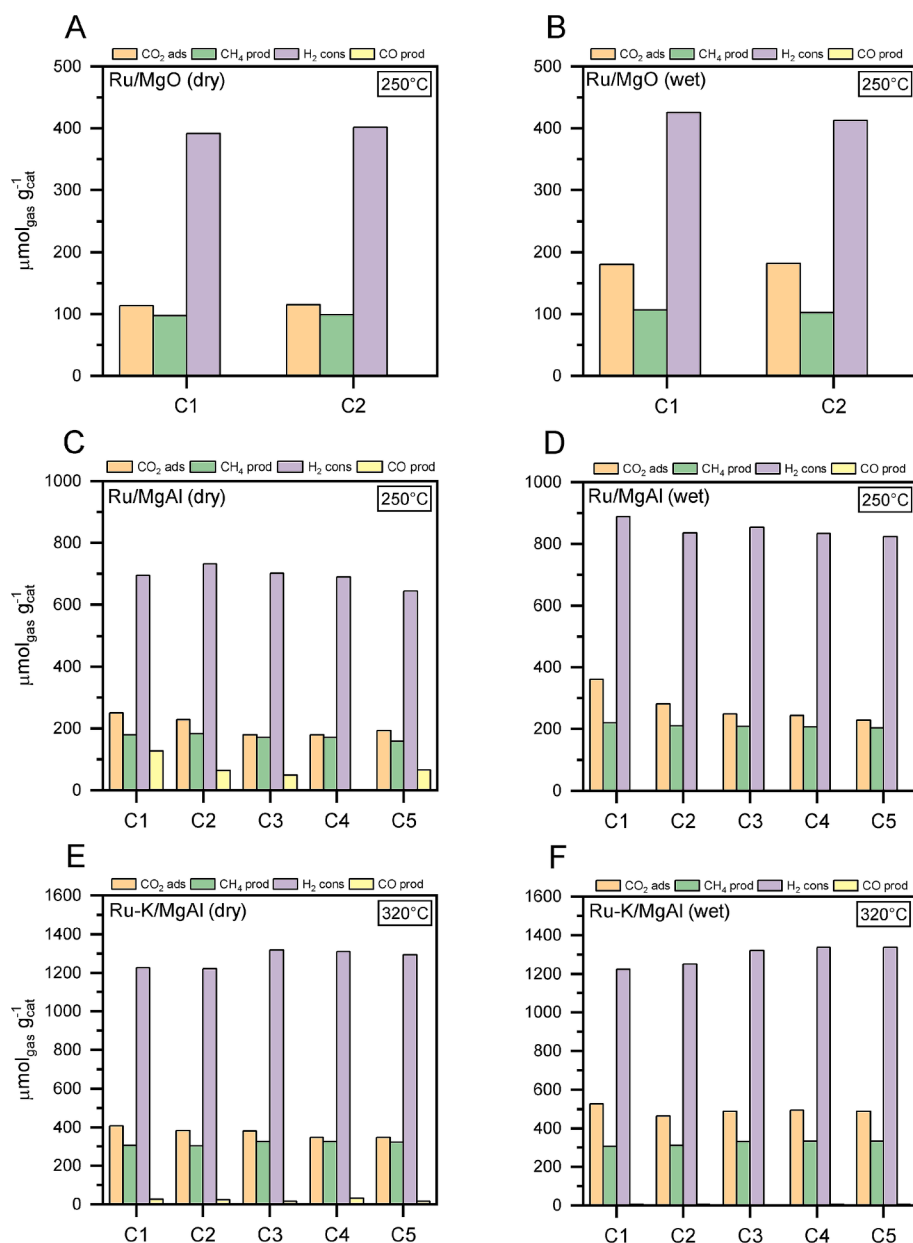 A
CO₂ ads CH₄ prod H₂ cons CO prod
Ru/MgO (dry)
250°C
500
400
300
200
100
0
μmol_gas g⁻¹_cat
C1 C2
B
CO₂ ads CH₄ prod H₂ cons CO prod
Ru/MgO (wet)
250°C
500
400
300
200
100
0
C1 C2
C
CO₂ ads CH₄ prod H₂ cons CO prod
Ru/MgAl (dry)
250°C
1000
800
600
400
200
0
μmol_gas g⁻¹_cat
C1 C2 C3 C4 C5
D
CO₂ ads CH₄ prod H₂ cons CO prod
Ru/MgAl (wet)
250°C
1000
800
600
400
200
0
C1 C2 C3 C4 C5
E
CO₂ ads CH₄ prod H₂ cons CO prod
Ru-K/MgAl (dry)
320°C
1600
1400
1200
1000
800
600
400
200
0
μmol_gas g⁻¹_cat
C1 C2 C3 C4 C5
F
CO₂ ads CH₄ prod H₂ cons CO prod
Ru-K/MgAl (wet)
320°C
1600
1400
1200
1000
800
600
400
200
0
C1 C2 C3 C4 C5